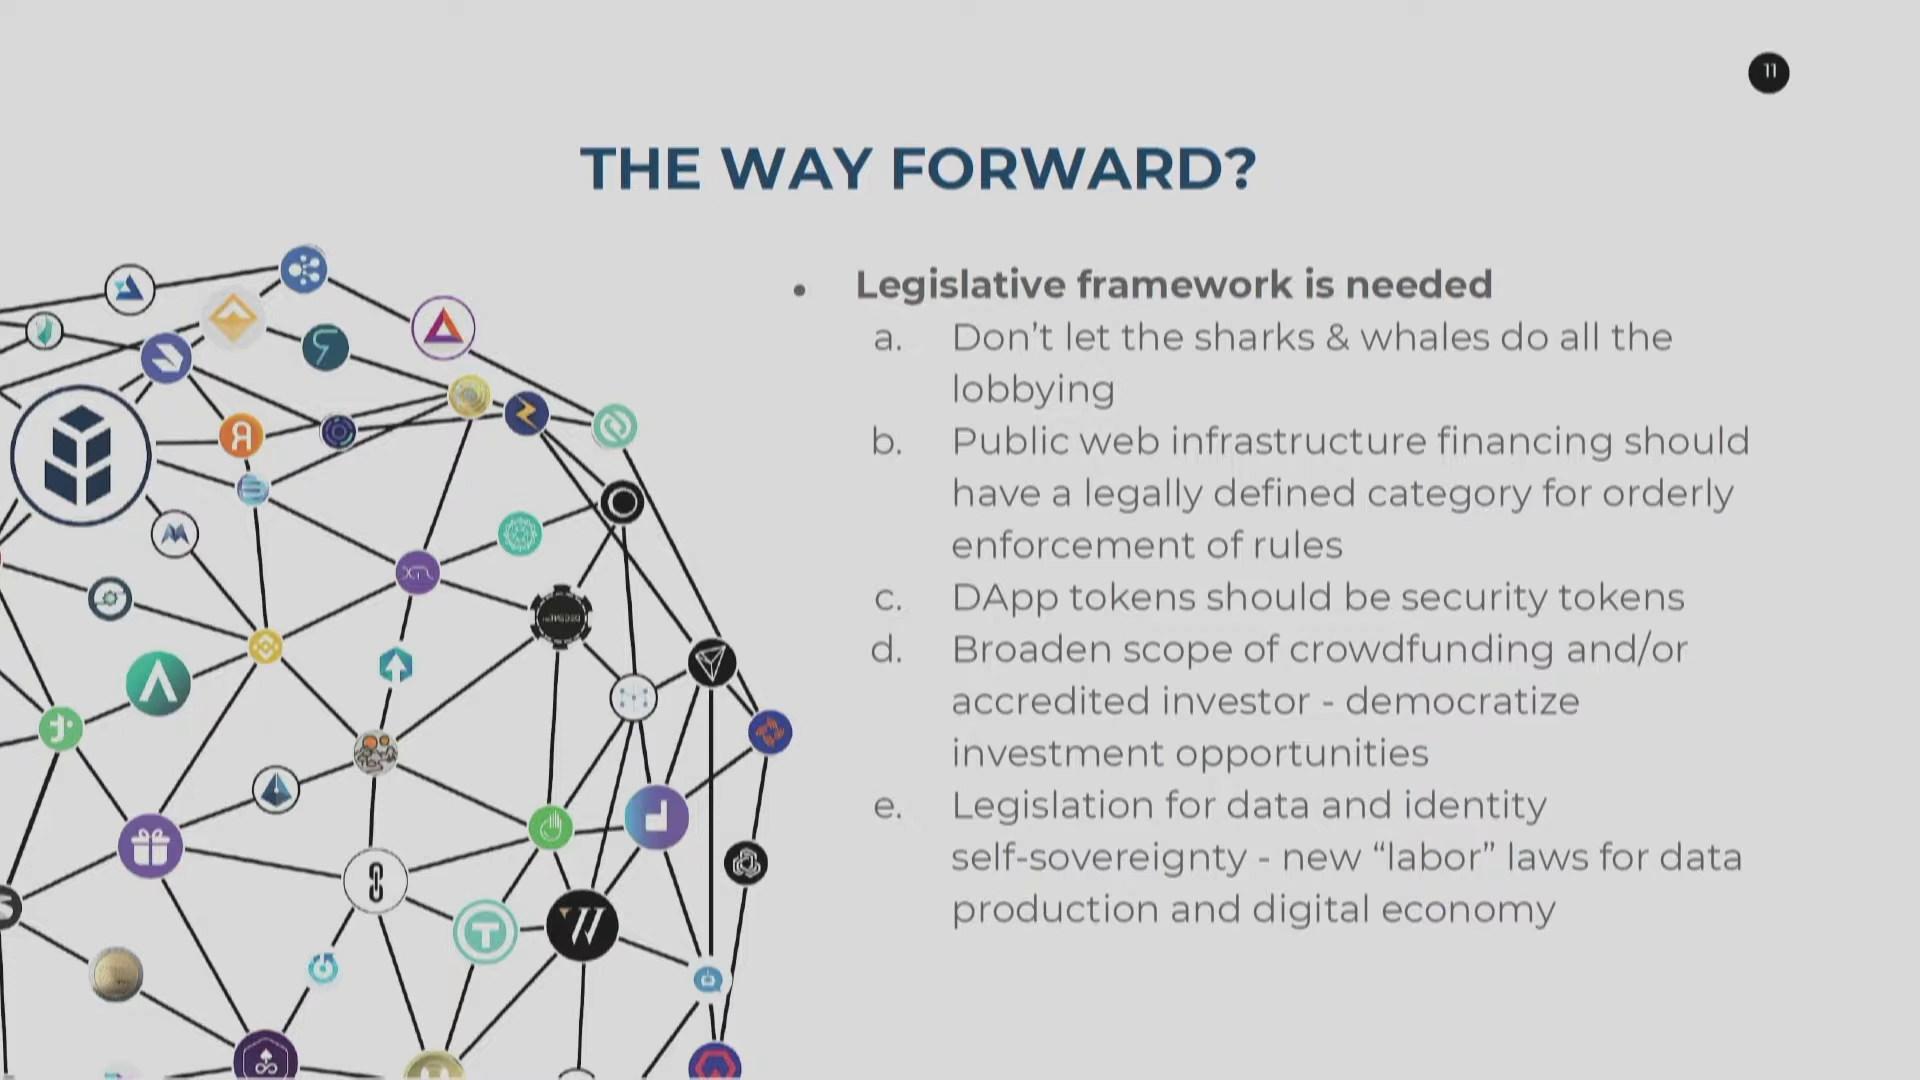 11
THE WAY FORWARD?
• Legislative framework is needed
a. Don’t let the sharks & whales do all the
lobbying
b. Public web infrastructure financing should
have a legally defined category for orderly
enforcement of rules
c. DApp tokens should be security tokens
d. Broaden scope of crowdfunding and/or
accredited investor - democratize
investment opportunities
e. Legislation for data and identity
self-sovereignty - new “labor” laws for data
production and digital economy